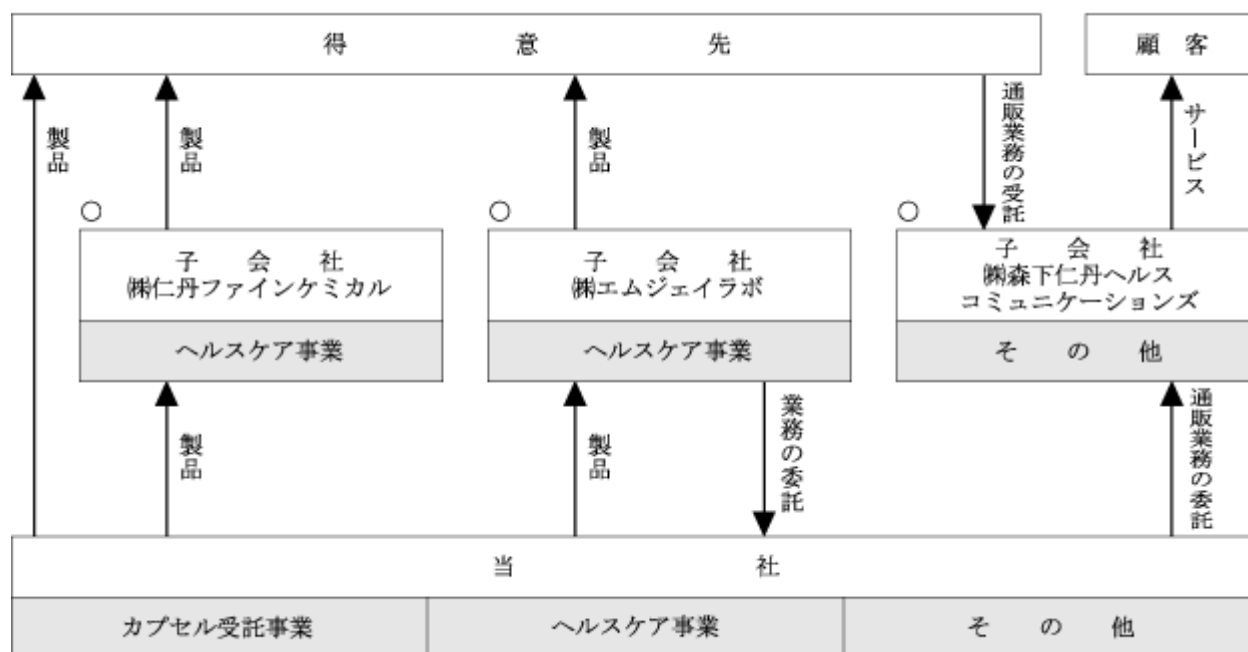 得意先
顧客
製品
製品
製品
通販業務の受託
サービス
○
○
○
子会社
㈱仁丹ファインケミカル
ヘルスケア事業
子会社
㈱エムジェイラボ
ヘルスケア事業
子会社
㈱森下仁丹ヘルス
コミュニケーションズ
その他
製品
製品
業務の委託
通販業務の委託
当社
カプセル受託事業
ヘルスケア事業
その他